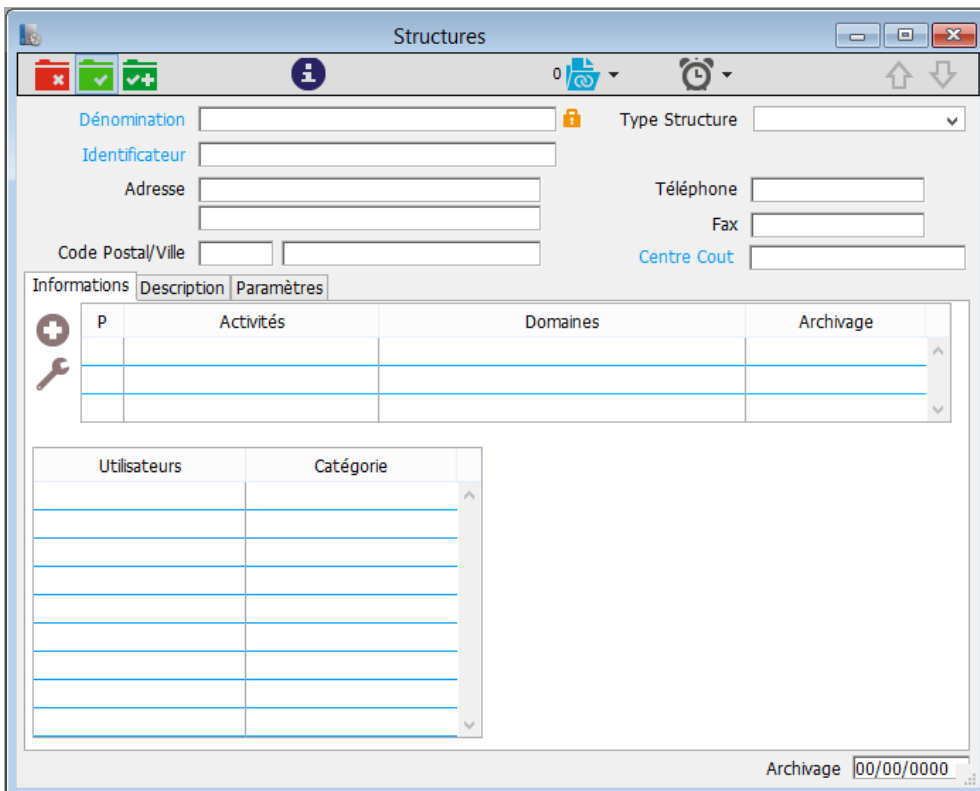 Structures
0
Dénomination
Type Structure
Identificateur
Adresse
Téléphone
Fax
Code Postal/Ville
Centre Cout
Informations Description Paramètres
P Activités Domaines Archivage
Utilisateurs Catégorie
Archivage 00/00/0000